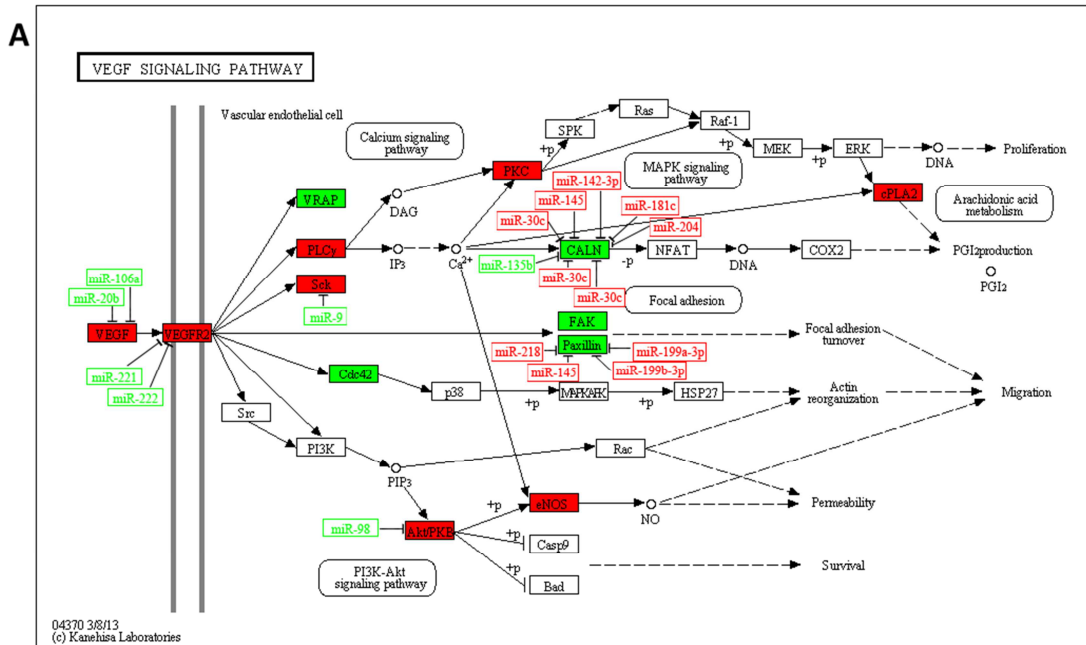 A
VEGF SIGNALING PATHWAY
Vascular endothelial cell
Calcium signaling
pathway
SPK
Ras
Raf-1
+p
+p
MEK
+p
ERK
DNA
Proliferation
MAPK signaling
pathway
PKC
cPLA2
Arachidonic acid
metabolism
VRAP
DAG
miR-142-3p
miR-145
miR-30c
miR-181c
miR-204
PLCγ
IP3
Ca2+
CALN
-p
NFAT
DNA
COX2
PGI2production
PGI2
miR-135b
miR-30c
miR-30c
Focal adhesion
Sck
miR-9
miR-106a
miR-20b
VEGF
VEGFR2
miR-221
miR-222
FAK
Paxillin
Focal adhesion
turnover
miR-218
miR-145
miR-199a-3p
miR-199b-3p
Cdc42
p38
+p
MAPKAPK
+p
HSP27
Actin
reorganization
Migration
Src
PI3K
PIP3
Rac
Permeability
miR-98
Akt/PKB
+p
eNOS
NO
+p
Casp9
+p
Bad
Survival
PI3K-Akt
signaling pathway
04370 3/8/13
(c) Kanehisa Laboratories